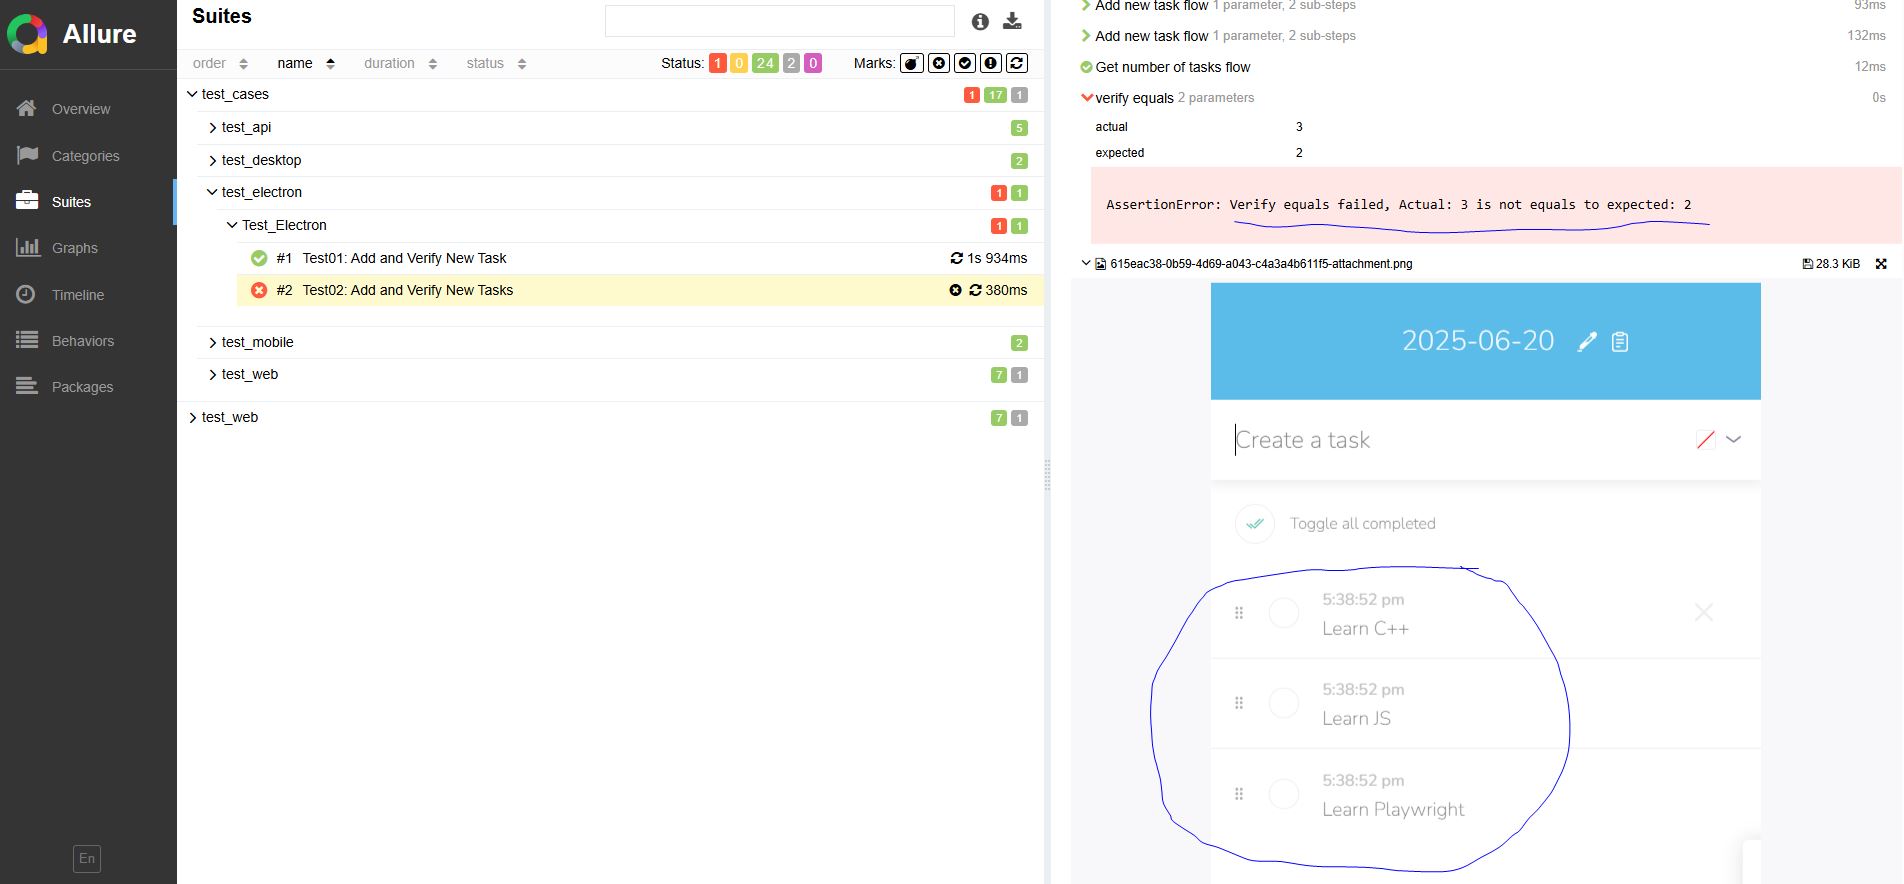 Allure
Overview
Categories
Suites
Graphs
Timeline
Behaviors
Packages
En
Suites
order name duration status Status: 1 0 24 2 0 Marks:
test_cases 1 17 1
test_api 5
test_desktop 2
test_electron 1 1
Test_Electron 1 1
#1 Test01: Add and Verify New Task 1s 934ms
#2 Test02: Add and Verify New Tasks 380ms
test_mobile 2
test_web 7 1
test_web 7 1
Add new task flow 1 parameter, 2 sub-steps 93ms
Add new task flow 1 parameter, 2 sub-steps 132ms
Get number of tasks flow 12ms
verify equals 2 parameters 0s
actual 3
expected 2
AssertionError: Verify equals failed, Actual: 3 is not equals to expected: 2
615eac38-0b59-4d69-a043-c4a3a4b611f5-attachment.png 28.3 KiB
2025-06-20
Create a task
Toggle all completed
5:38:52 pm
Learn C++
5:38:52 pm
Learn JS
5:38:52 pm
Learn Playwright